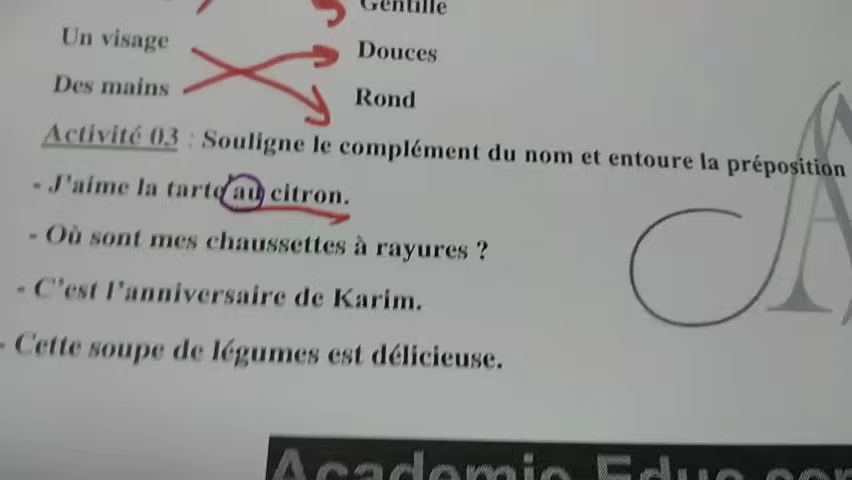 Gentille
Un visage
Douces
Des mains
Rond
Activité 03 : Souligne le complément du nom et entoure la préposition
- J'aime la tarte au citron.
- Où sont mes chaussettes à rayures ?
- C''est l'anniversaire de Karim.
- Cette soupe de légumes est délicieuse.